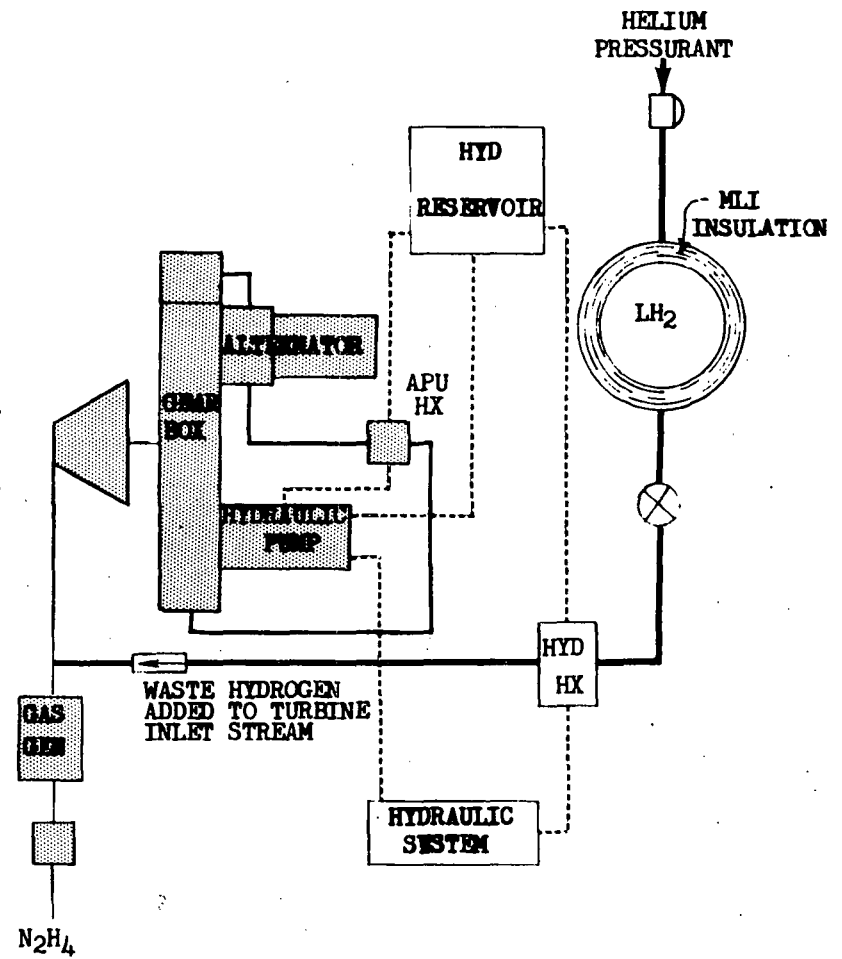 HELIUM
PRESSURANT
HYD
RESERVOIR
MLI
INSULATION
LH2
ALTERNATOR
APU
HX
GEAR
BOX
HYDRAULIC
PUMP
HYD
HX
WASTE HYDROGEN
ADDED TO TURBINE
INLET STREAM
GAS
GEN
HYDRAULIC
SYSTEM
N2H4